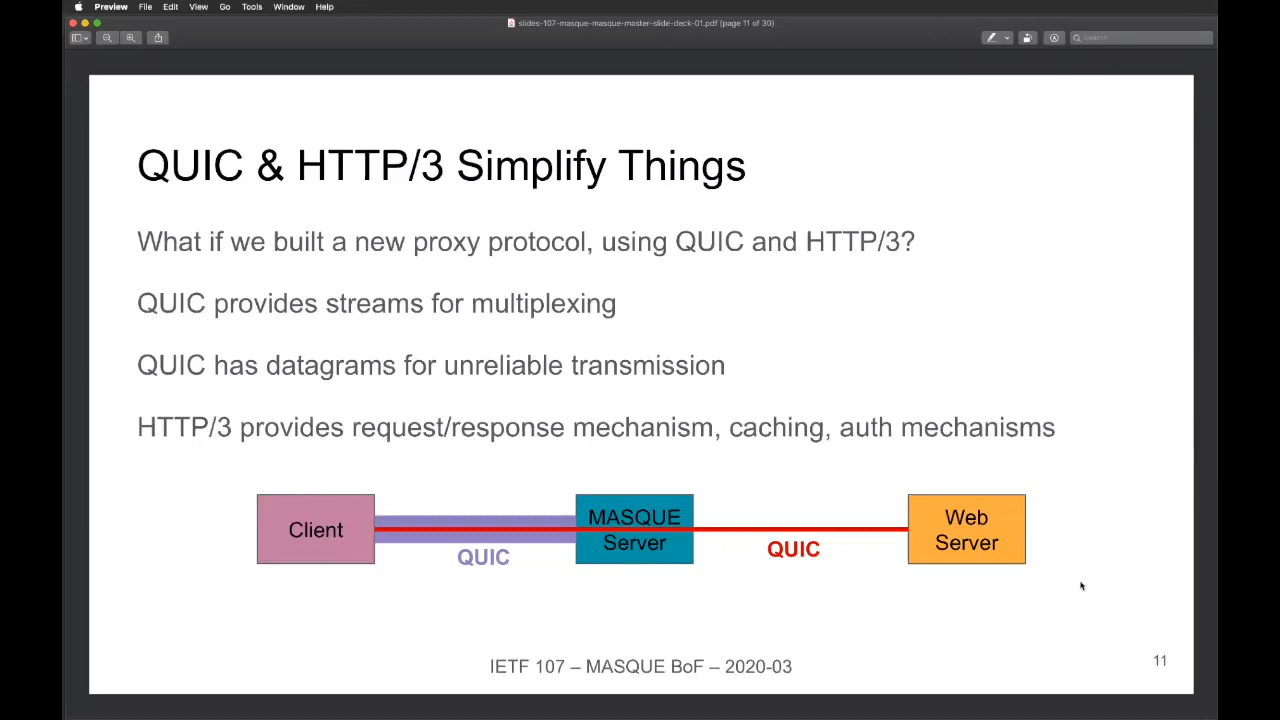 Preview File Edit View Go Tools Window Help
slides-107-masque-masque-master-slide-deck-01.pdf (page 11 of 30)
Search
QUIC & HTTP/3 Simplify Things
What if we built a new proxy protocol, using QUIC and HTTP/3?
QUIC provides streams for multiplexing
QUIC has datagrams for unreliable transmission
HTTP/3 provides request/response mechanism, caching, auth mechanisms
Client
QUIC
MASQUE
Server
QUIC
Web
Server
IETF 107 – MASQUE BoF – 2020-03
11